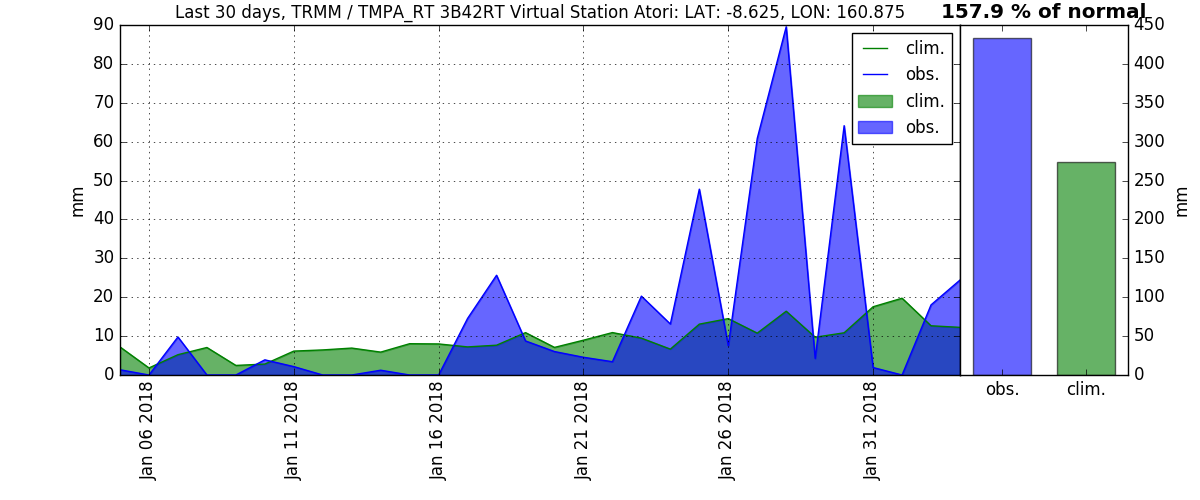 Last 30 days, TRMM / TMPA_RT 3B42RT Virtual Station Atori: LAT: -8.625, LON: 160.875
157.9 % of normal
90
80
70
60
50
40
30
20
10
0
mm
clim.
obs.
clim.
obs.
Jan 06 2018
Jan 11 2018
Jan 16 2018
Jan 21 2018
Jan 26 2018
Jan 31 2018
450
400
350
300
250
200
150
100
50
0
mm
obs.
clim.